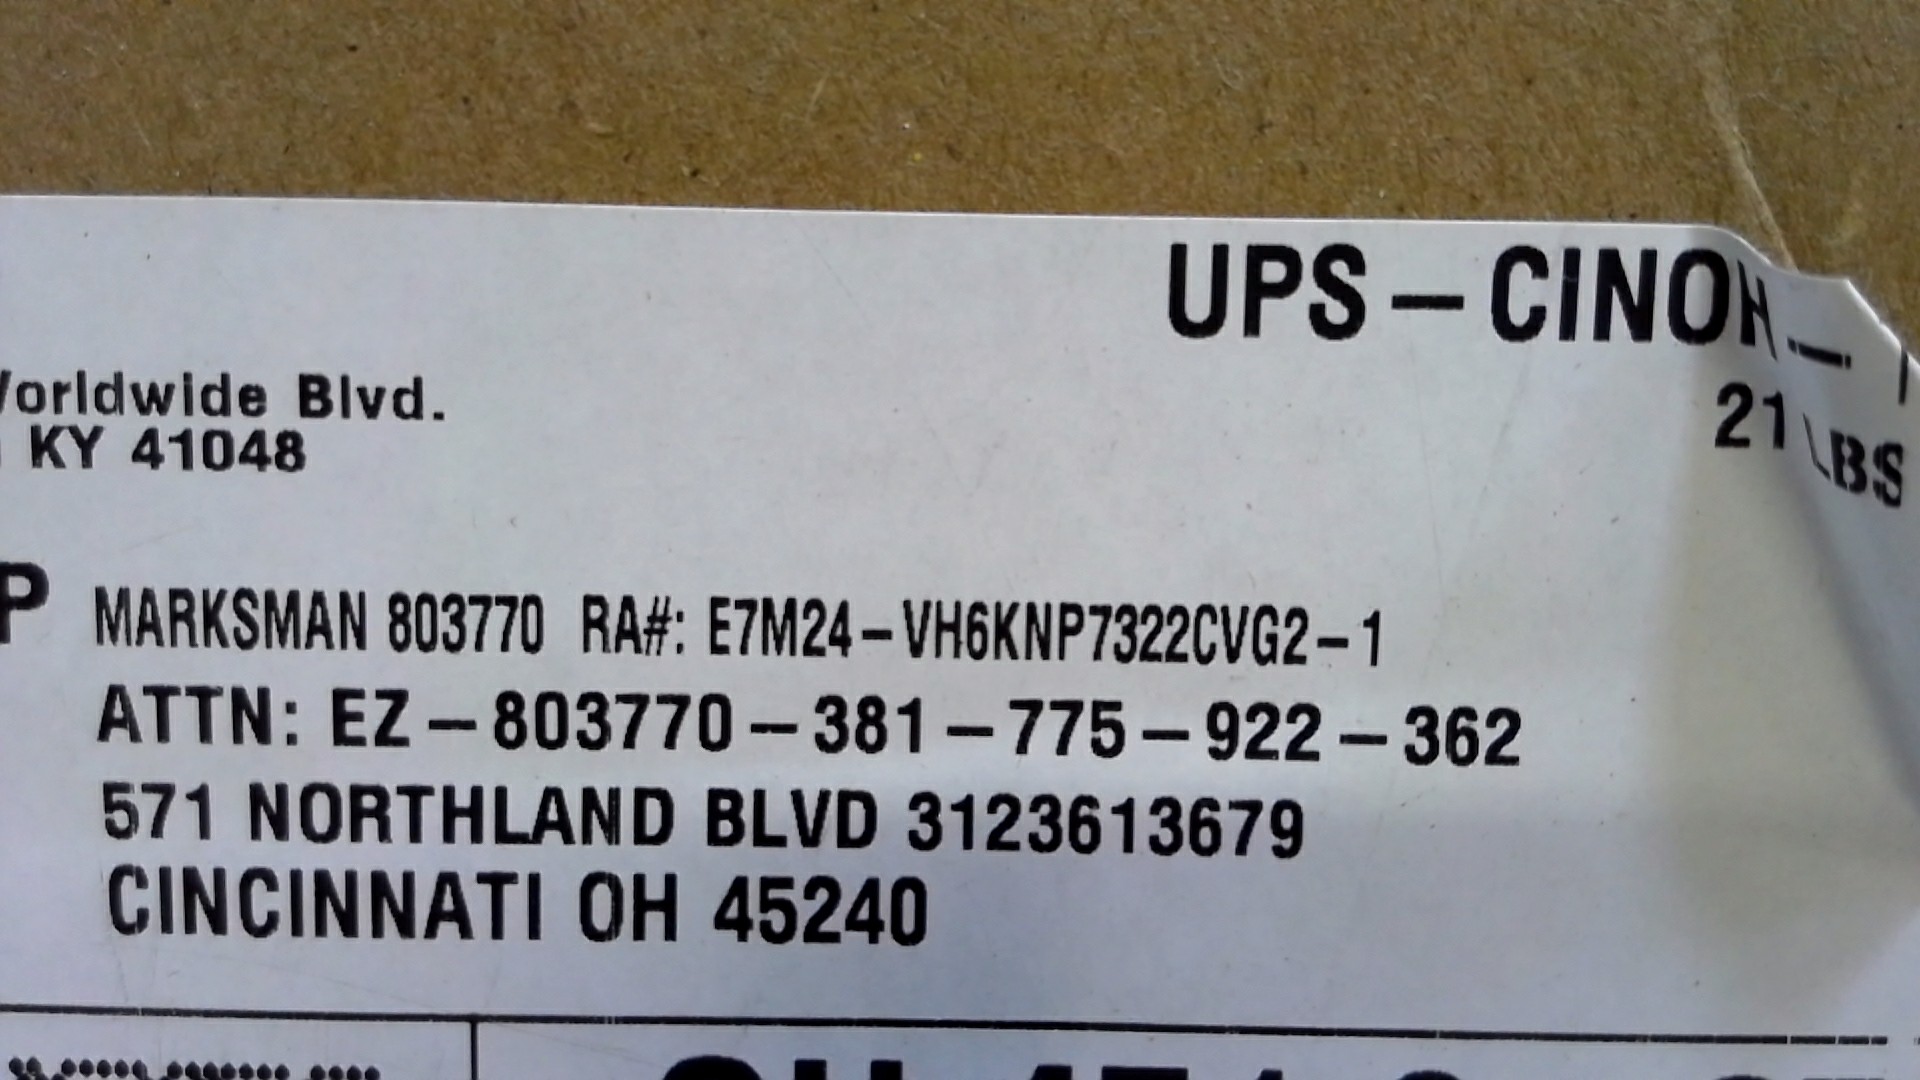 UPS - CINOH
21 LBS
Worldwide Blvd.
KY 41048
P MARKSMAN 803770 RA#: E7M24-VH6KNP7322CVG2-1
ATTN: EZ-803770-381-775-922-362
571 NORTHLAND BLVD 3123613679
CINCINNATI OH 45240